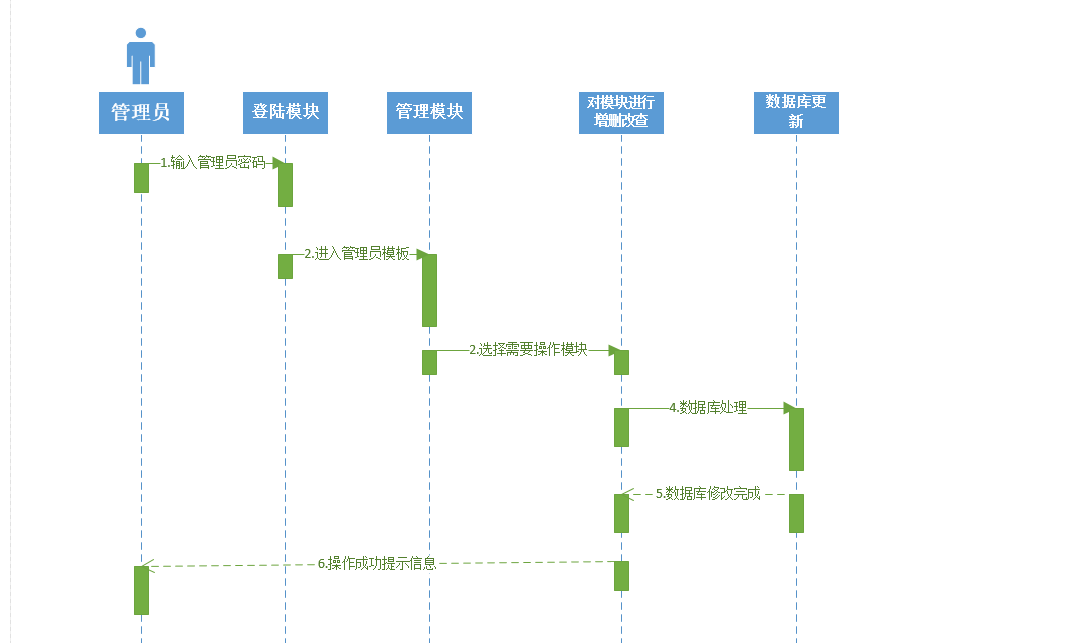 管理员
登陆模块
管理模块
对模块进行
增删改查
数据库更
新
1.输入管理员密码
2.进入管理员模板
2.选择需要操作模块
4.数据库处理
5.数据库修改完成
6.操作成功提示信息